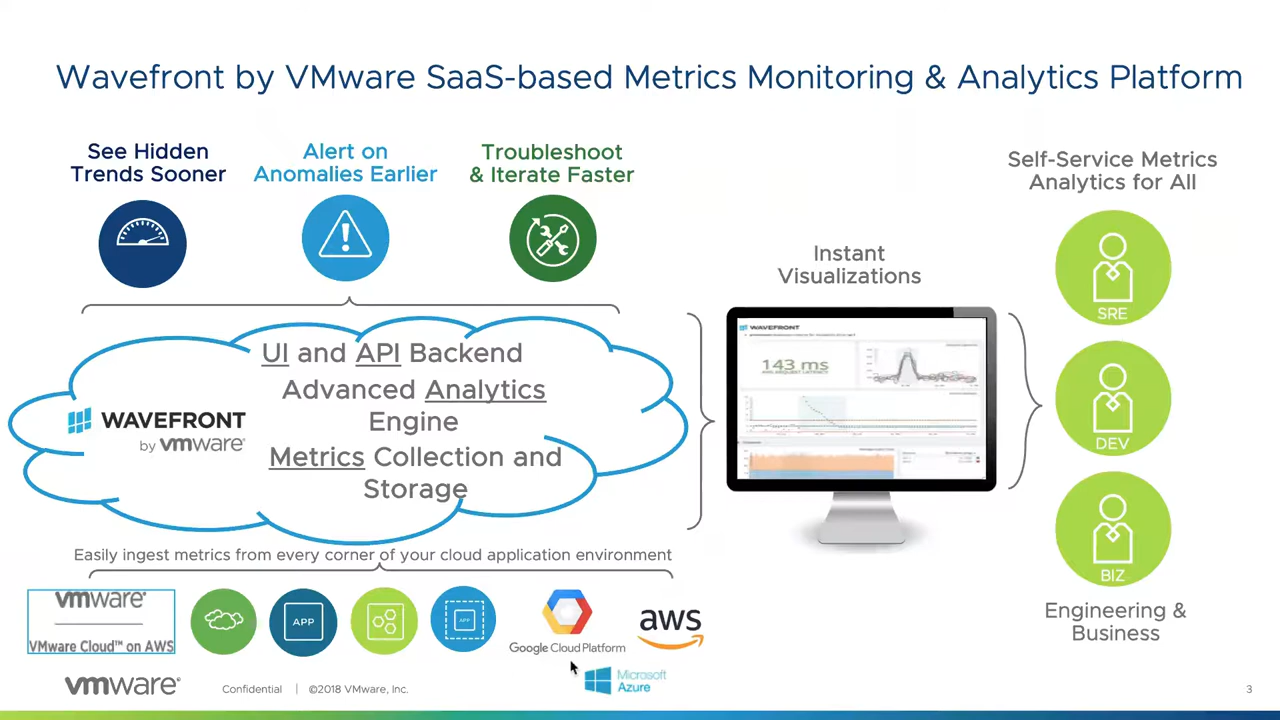 Wavefront by VMware SaaS-based Metrics Monitoring & Analytics Platform
See Hidden
Trends Sooner
Alert on
Anomalies Earlier
Troubleshoot
& Iterate Faster
Self-Service Metrics
Analytics for All
Instant
Visualizations
SRE
DEV
BIZ
Engineering &
Business
WAVEFRONT
143 ms
UI and API Backend
Advanced Analytics
Engine
Metrics Collection and
Storage
WAVEFRONT
by vmware®
Easily ingest metrics from every corner of your cloud application environment
vmware®
VMware Cloud™ on AWS
APP
APP
Google Cloud Platform
aws
Microsoft
Azure
vmware®
Confidential | ©2018 VMware, Inc.
3